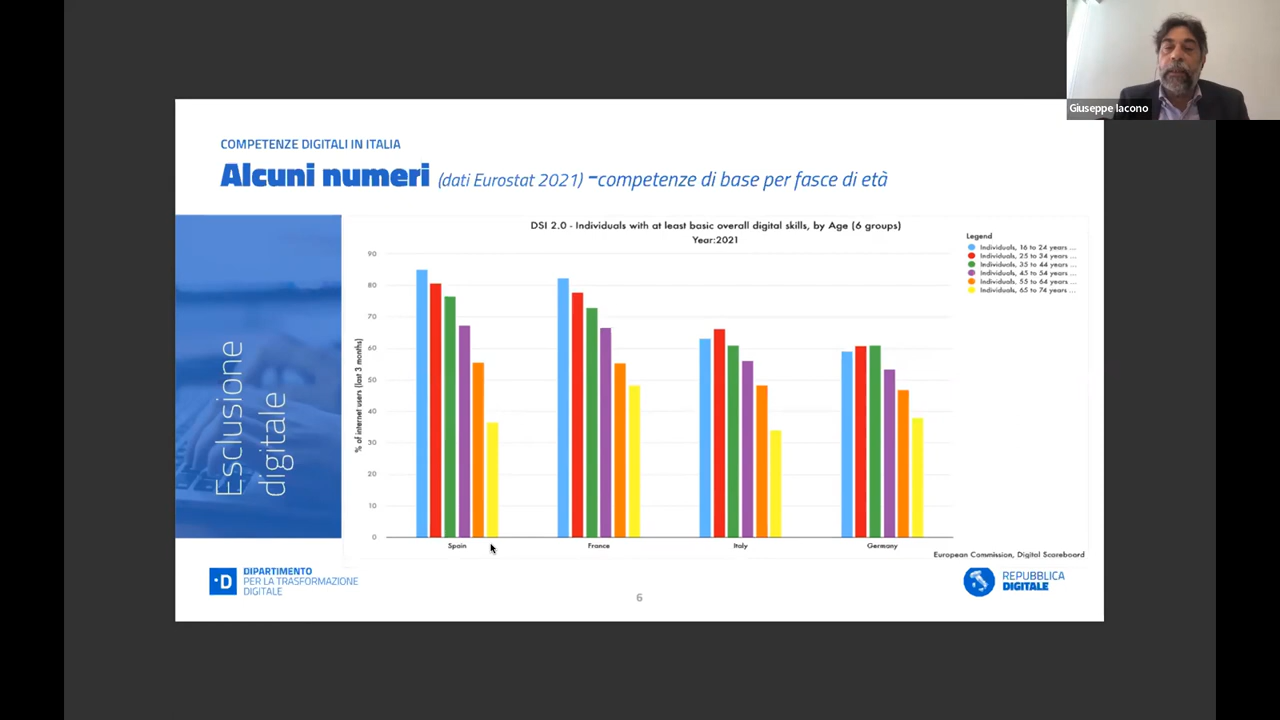 Giuseppe Iacono
COMPETENZE DIGITALI IN ITALIA
Alcuni numeri (dati Eurostat 2021) –competenze di base per fasce di età
Esclusione
digitale
DSI 2.0 - Individuals with at least basic overall digital skills, by Age (6 groups)
Year:2021
Legend
Individuals, 16 to 24 years ...
Individuals, 25 to 34 years ...
Individuals, 35 to 44 years ...
Individuals, 45 to 54 years ...
Individuals, 55 to 64 years ...
Individuals, 65 to 74 years ...
% of internet users (last 3 months)
90
80
70
60
50
40
30
20
10
0
Spain
France
Italy
Germany
European Commission, Digital Scoreboard
·D
DIPARTIMENTO
PER LA TRASFORMAZIONE
DIGITALE
6
REPUBBLICA
DIGITALE